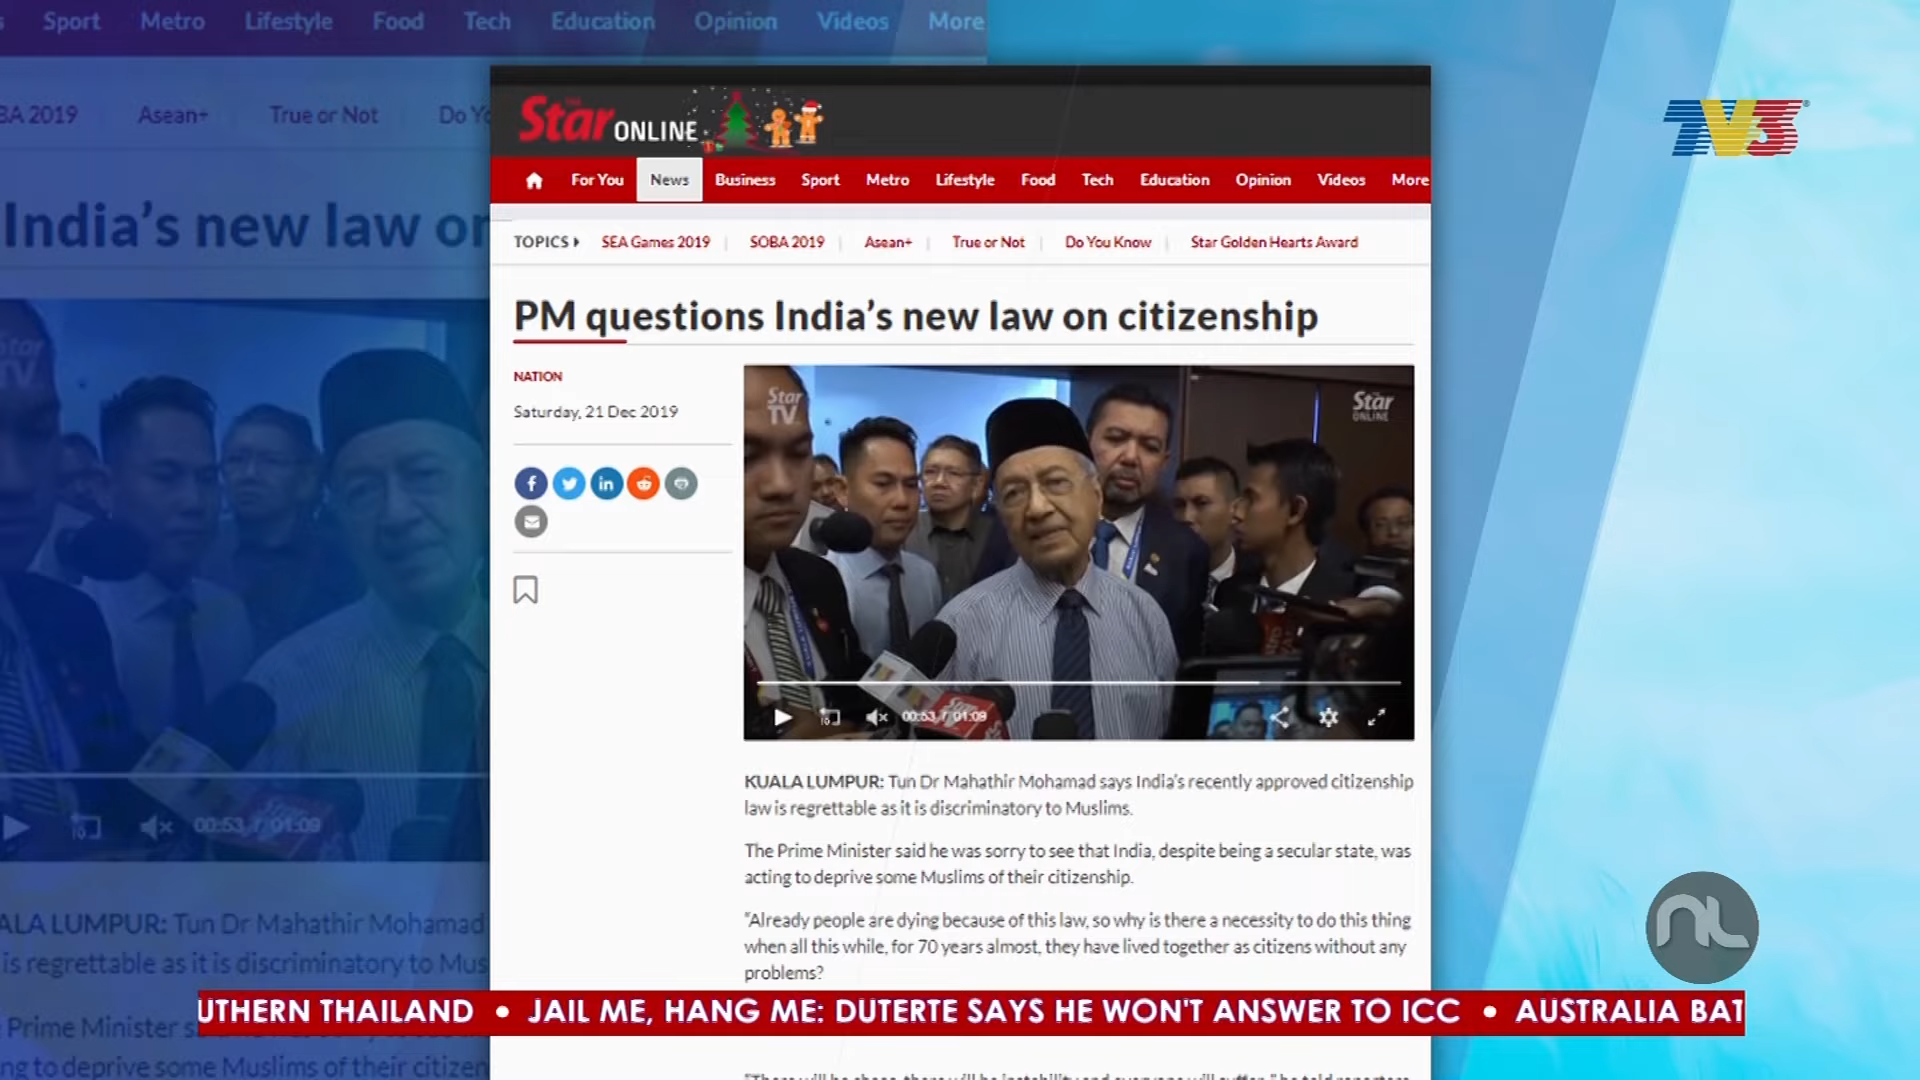 Sport Metro Lifestyle Food Tech Education Opinion Videos More
BA 2019 Asean+ True or Not Do Yo
India's new law or
The Star ONLINE
TV3
For You News Business Sport Metro Lifestyle Food Tech Education Opinion Videos More
TOPICS SEA Games 2019 SOBA 2019 Asean+ True or Not Do You Know Star Golden Hearts Award
PM questions India's new law on citizenship
NATION
Saturday, 21 Dec 2019
Star TV
Star ONLINE
00:53 / 01:09
00:53 / 01:09
KUALA LUMPUR: Tun Dr Mahathir Mohamad says India's recently approved citizenship
law is regrettable as it is discriminatory to Muslims.
The Prime Minister said he was sorry to see that India, despite being a secular state, was
acting to deprive some Muslims of their citizenship.
"Already people are dying because of this law, so why is there a necessity to do this thing
when all this while, for 70 years almost, they have lived together as citizens without any
problems?
ALA LUMPUR: Tun Dr Mahathir Mohamad
is regrettable as it is discriminatory to Mus
Prime Minister s
ng to deprive some Muslims of their citizen
NL
UTHERN THAILAND • JAIL ME, HANG ME: DUTERTE SAYS HE WON'T ANSWER TO ICC • AUSTRALIA BAT